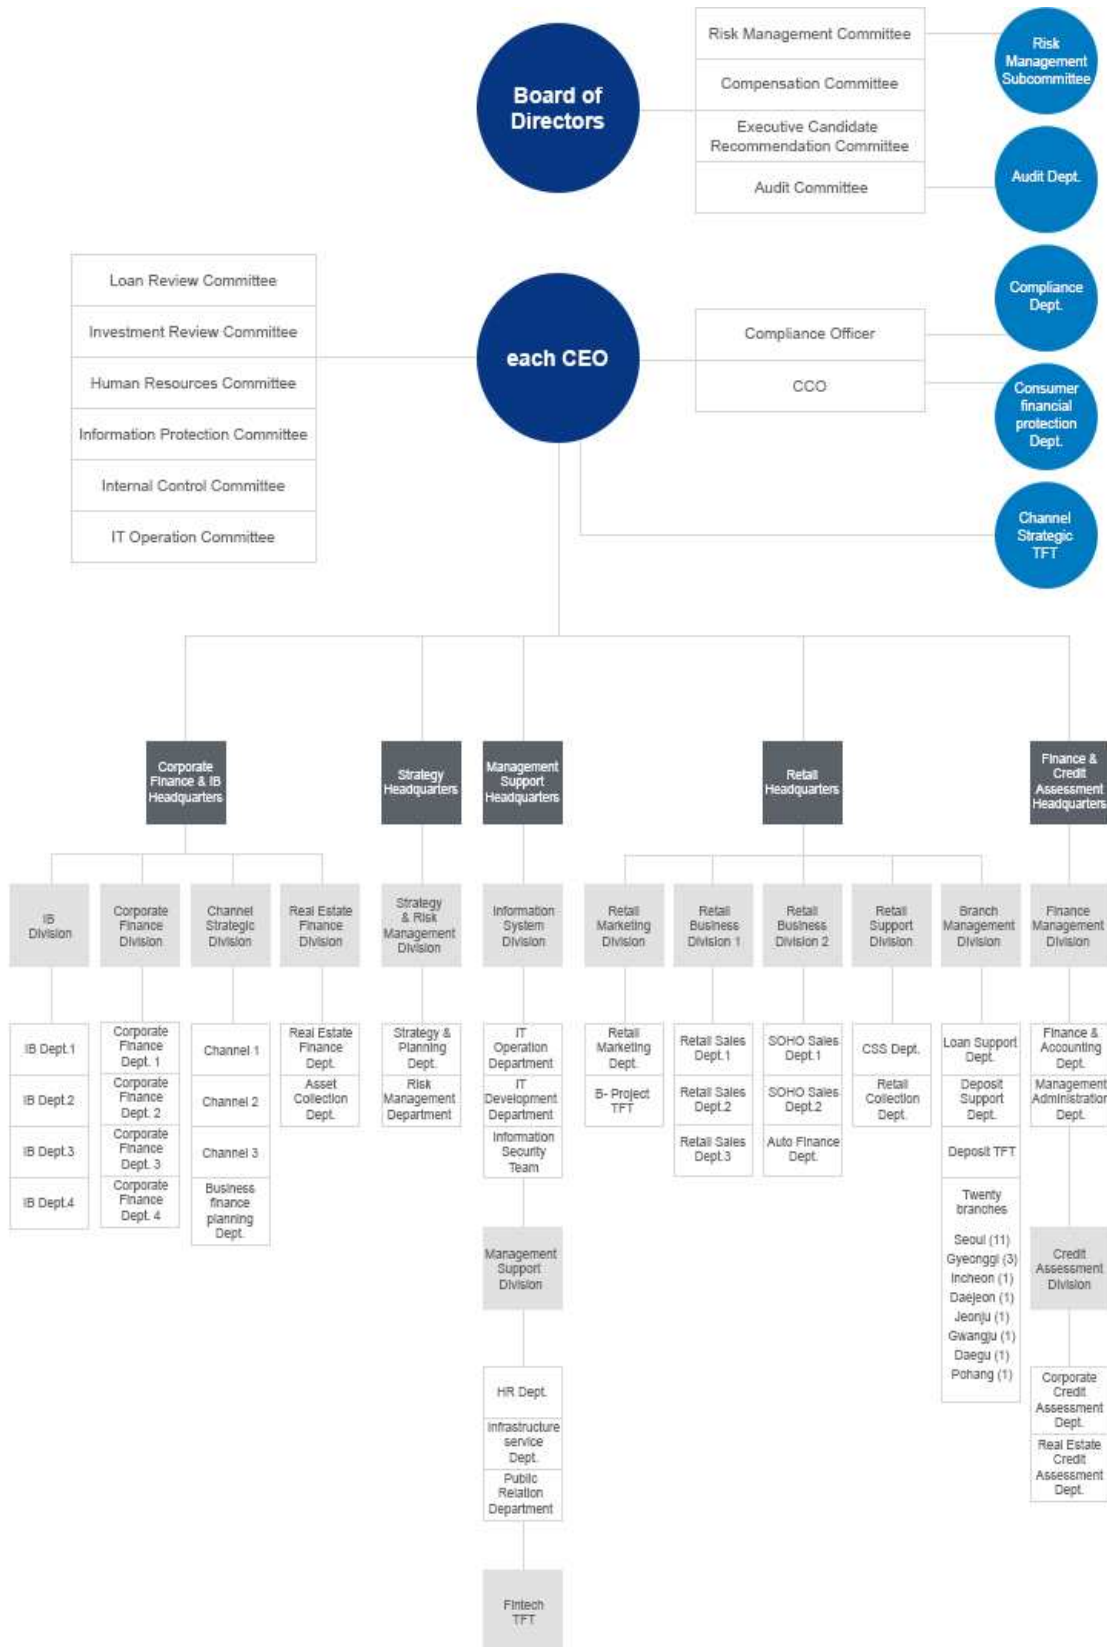 Board of
Directors
Risk Management Committee
Compensation Committee
Executive Candidate
Recommendation Committee
Audit Committee
Risk
Management
Subcommittee
Audit Dept.
Loan Review Committee
Investment Review Committee
Human Resources Committee
Information Protection Committee
Internal Control Committee
IT Operation Committee
each CEO
Compliance Officer
CCO
Compliance
Dept.
Consumer
financial
protection
Dept.
Channel
Strategic
TFT
Corporate
Finance & IB
Headquarters
Strategy
Headquarters
Management
Support
Headquarters
Retail
Headquarters
Finance &
Credit
Assessment
Headquarters
IB
Division
Corporate
Finance
Division
Channel
Strategic
Division
Real Estate
Finance
Division
Strategy
& Risk
Management
Division
Information
System
Division
Retail
Marketing
Division
Retail
Business
Division 1
Retail
Business
Division 2
Retail
Support
Division
Branch
Management
Division
Finance
Management
Division
IB Dept.1
IB Dept.2
IB Dept.3
IB Dept.4
Corporate
Finance
Dept. 1
Corporate
Finance
Dept. 2
Corporate
Finance
Dept. 3
Corporate
Finance
Dept. 4
Channel 1
Channel 2
Channel 3
Business
finance
planning
Dept.
Real Estate
Finance
Dept.
Asset
Collection
Dept.
Strategy &
Planning
Dept.
Risk
Management
Department
IT
Operation
Department
IT
Development
Department
Information
Security
Team
Management
Support
Division
HR Dept.
Infrastructure
service
Dept.
Public
Relation
Department
Fintech
TFT
Retail
Marketing
Dept.
B- Project
TFT
Retail Sales
Dept.1
Retail Sales
Dept.2
Retail Sales
Dept.3
SOHO Sales
Dept.1
SOHO Sales
Dept.2
Auto Finance
Dept.
CSS Dept.
Retail
Collection
Dept.
Loan Support
Dept.
Deposit
Support
Dept.
Deposit TFT
Twenty
branches
Seoul (11)
Gyeonggi (3)
Incheon (1)
Daejeon (1)
Jeonju (1)
Gwangju (1)
Daegu (1)
Pohang (1)
Finance &
Accounting
Dept.
Management
Administration
Dept.
Credit
Assessment
Division
Corporate
Credit
Assessment
Dept.
Real Estate
Credit
Assessment
Dept.